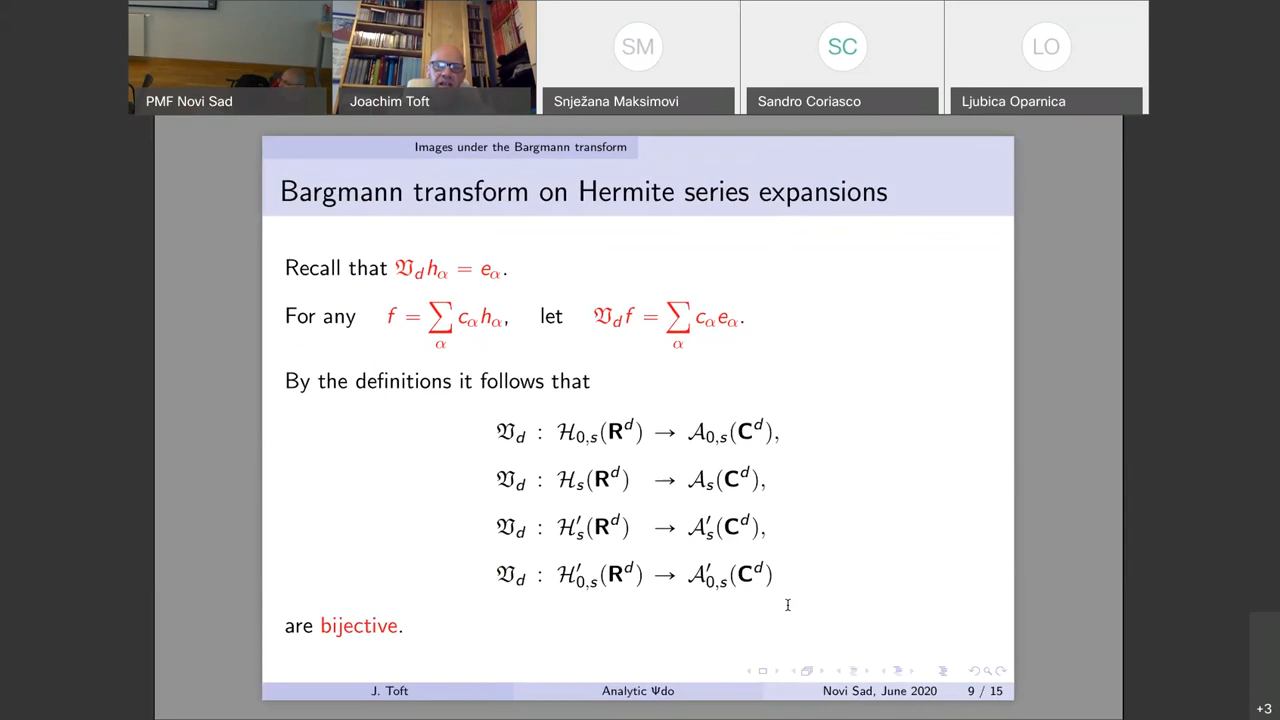 SM
SC
LO
PMF Novi Sad
Joachim Toft
Snježana Maksimovi
Sandro Coriasco
Ljubica Oparnica
Images under the Bargmann transform
Bargmann transform on Hermite series expansions
Recall that 𝔙_d h_α = e_α.
For any f = ∑_α c_α h_α, let 𝔙_d f = ∑_α c_α e_α.
By the definitions it follows that
𝔙_d : ℋ_{0,s}(𝐑^d) → 𝒜_{0,s}(𝐂^d),
𝔙_d : ℋ_s(𝐑^d) → 𝒜_s(𝐂^d),
𝔙_d : ℋ′_s(𝐑^d) → 𝒜′_s(𝐂^d),
𝔙_d : ℋ′_{0,s}(𝐑^d) → 𝒜′_{0,s}(𝐂^d)
are bijective.
J. Toft Analytic Ψdo Novi Sad, June 2020 9 / 15
+3